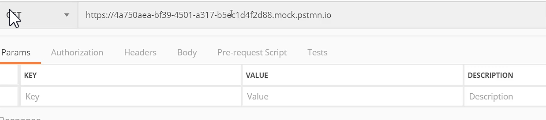 https://4a750aea-bf39-4501-a317-b5ec1d4f2d88.mock.pstmn.io
Params Authorization Headers Body Pre-request Script Tests
KEY VALUE DESCRIPTION
Key Value Description